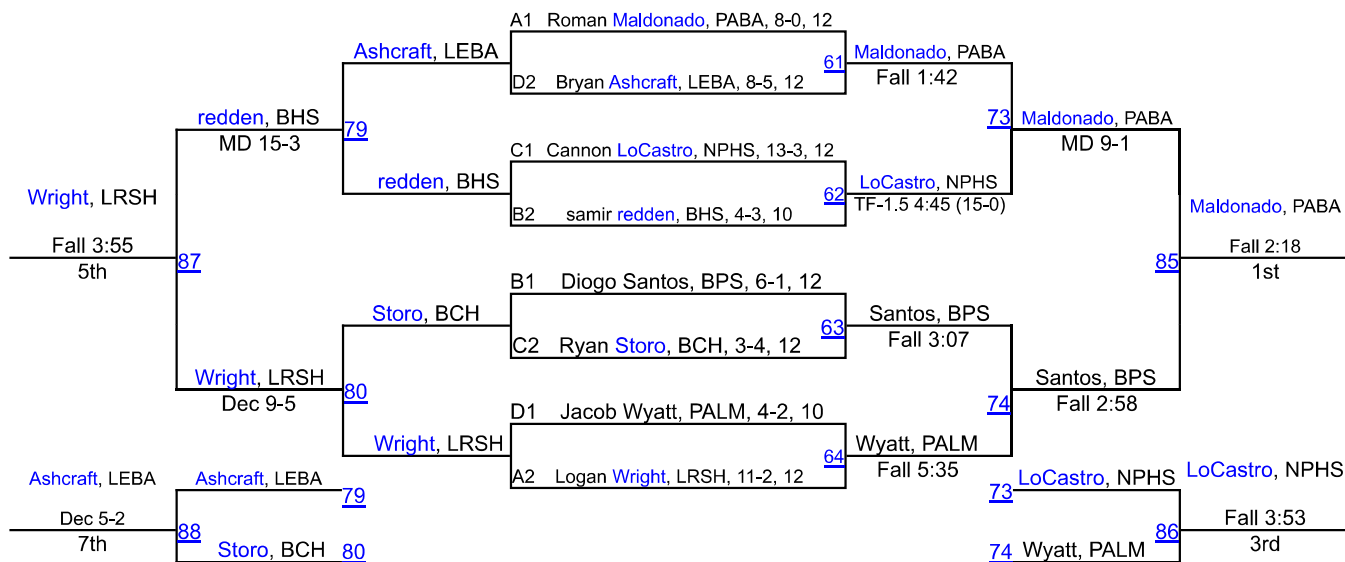 A1 Roman Maldonado, PABA, 8-0, 12
Ashcraft, LEBA
61
Maldonado, PABA
Fall 1:42
D2 Bryan Ashcraft, LEBA, 8-5, 12
redden, BHS
MD 15-3
79
73
Maldonado, PABA
MD 9-1
C1 Cannon LoCastro, NPHS, 13-3, 12
redden, BHS
62
LoCastro, NPHS
TF-1.5 4:45 (15-0)
B2 samir redden, BHS, 4-3, 10
Wright, LRSH
Fall 3:55
5th
87
85
Maldonado, PABA
Fall 2:18
1st
B1 Diogo Santos, BPS, 6-1, 12
Storo, BCH
63
Santos, BPS
Fall 3:07
C2 Ryan Storo, BCH, 3-4, 12
Wright, LRSH
Dec 9-5
80
74
Santos, BPS
Fall 2:58
D1 Jacob Wyatt, PALM, 4-2, 10
Wright, LRSH
64
Wyatt, PALM
Fall 5:35
A2 Logan Wright, LRSH, 11-2, 12
Ashcraft, LEBA
Dec 5-2
7th
88
Ashcraft, LEBA
79
Storo, BCH
80
73
LoCastro, NPHS
74
Wyatt, PALM
86
LoCastro, NPHS
Fall 3:53
3rd